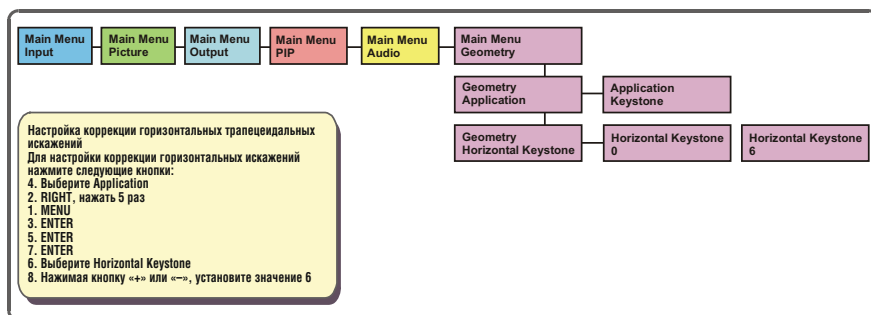 Main Menu
Input
Main Menu
Picture
Main Menu
Output
Main Menu
PIP
Main Menu
Audio
Main Menu
Geometry
Geometry
Application
Application
Keystone
Geometry
Horizontal Keystone
Horizontal Keystone
0
Horizontal Keystone
6
Настройка коррекции горизонтальных трапецеидальных
искажений
Для настройки коррекции горизонтальных искажений
нажмите следующие кнопки:
4. Выберите Application
2. RIGHT, нажать 5 раз
1. MENU
3. ENTER
5. ENTER
7. ENTER
6. Выберите Horizontal Keystone
8. Нажимая кнопку «+» или «–», установите значение 6